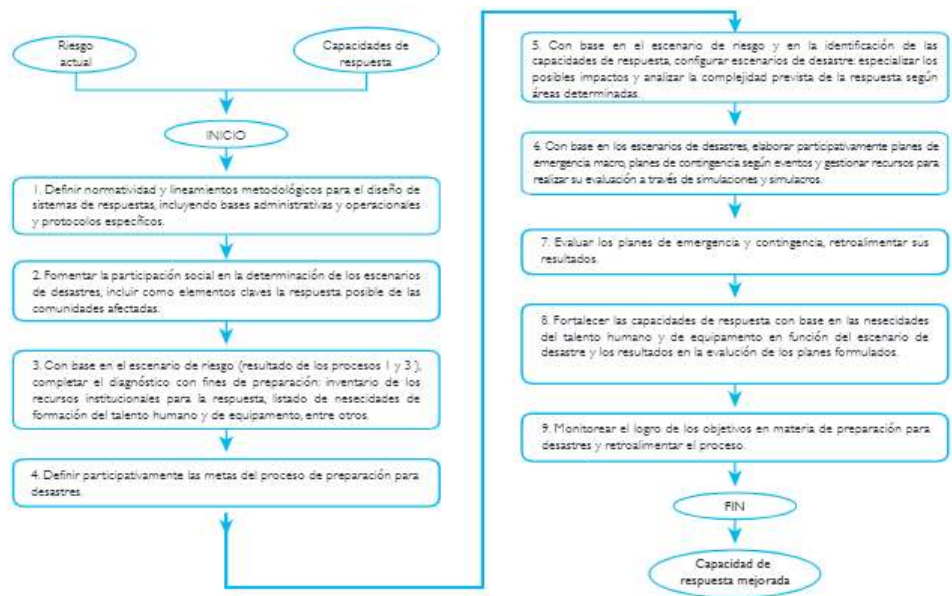 Riesgo
actual
Capacidades de
respuesta
INICIO
1. Definir normatividad y lineamientos metodológicos para el diseño de
sistemas de respuestas, incluyendo bases administrativas y operacionales
y protocolos específicos.
2. Fomentar la participación social en la determinación de los escenarios
de desastres, incluir como elementos claves la respuesta posible de las
comunidades afectadas.
3. Con base en el escenario de riesgo (resultado de los procesos 1 y 3 ),
completar el diagnóstico con fines de preparación: inventario de los
recursos institucionales para la respuesta, listado de nesecidades de
formación del talento humano y de equipamento, entre otros.
4. Definir participativamente las metas del proceso de preparación para
desastres.
5. Con base en el escenario de riesgo y en la identificación de las
capacidades de respuesta, configurar escenarios de desastre: especializar los
posibles impactos y analizar la complejidad prevista de la respuesta según
áreas determinadas.
6. Con base en los escenarios de desastres, elaborar participativamente planes de
emergencia macro, planes de contingencia según eventos y gestionar recursos para
realizar su evaluación a través de simulaciones y simulacros.
7. Evaluar los planes de emergencia y contingencia, retroalimentar sus
resultados.
8. Fortalecer las capacidades de respuesta con base en las nesecidades
del talento humano y de equipamento en función del escenario de
desastre y los resultados en la evalución de los planes formulados.
9. Monitorear el logro de los objetivos en materia de preparación para
desastres y retroalimentar el proceso.
FIN
Capacidad de
respuesta mejorada